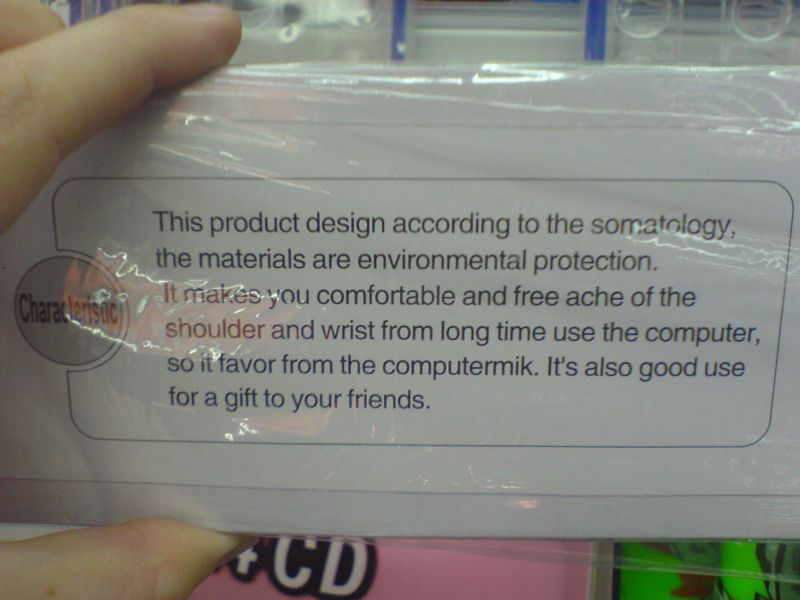 This product design according to the somatology,
the materials are environmental protection.
It makes you comfortable and free ache of the
shoulder and wrist from long time use the computer,
so it favor from the computermik. It's also good use
for a gift to your friends.
Characteristic
CD